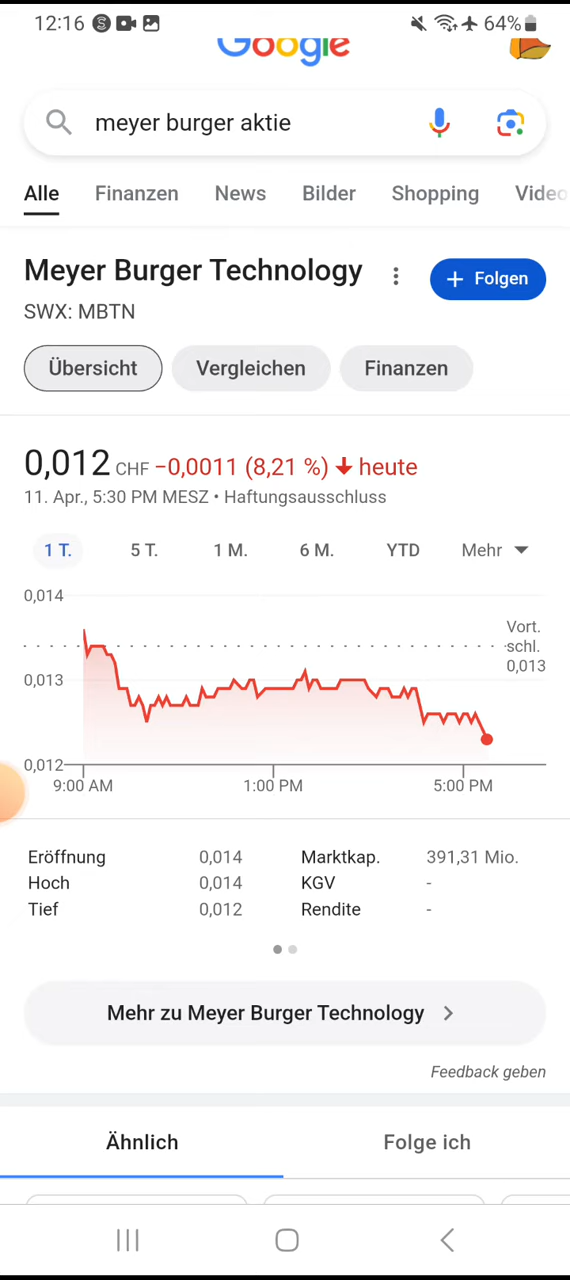 12:16 64%
Google
meyer burger aktie
Alle Finanzen News Bilder Shopping Video
Meyer Burger Technology
+ Folgen
SWX: MBTN
Übersicht Vergleichen Finanzen
0,012 CHF −0,0011 (8,21 %) ↓ heute
11. Apr., 5:30 PM MESZ • Haftungsausschluss
1 T. 5 T. 1 M. 6 M. YTD Mehr
0,014
Vort.
schl.
0,013
0,013
0,012
9:00 AM 1:00 PM 5:00 PM
Eröffnung 0,014 Marktkap. 391,31 Mio.
Hoch 0,014 KGV -
Tief 0,012 Rendite -
Mehr zu Meyer Burger Technology
Feedback geben
Ähnlich Folge ich